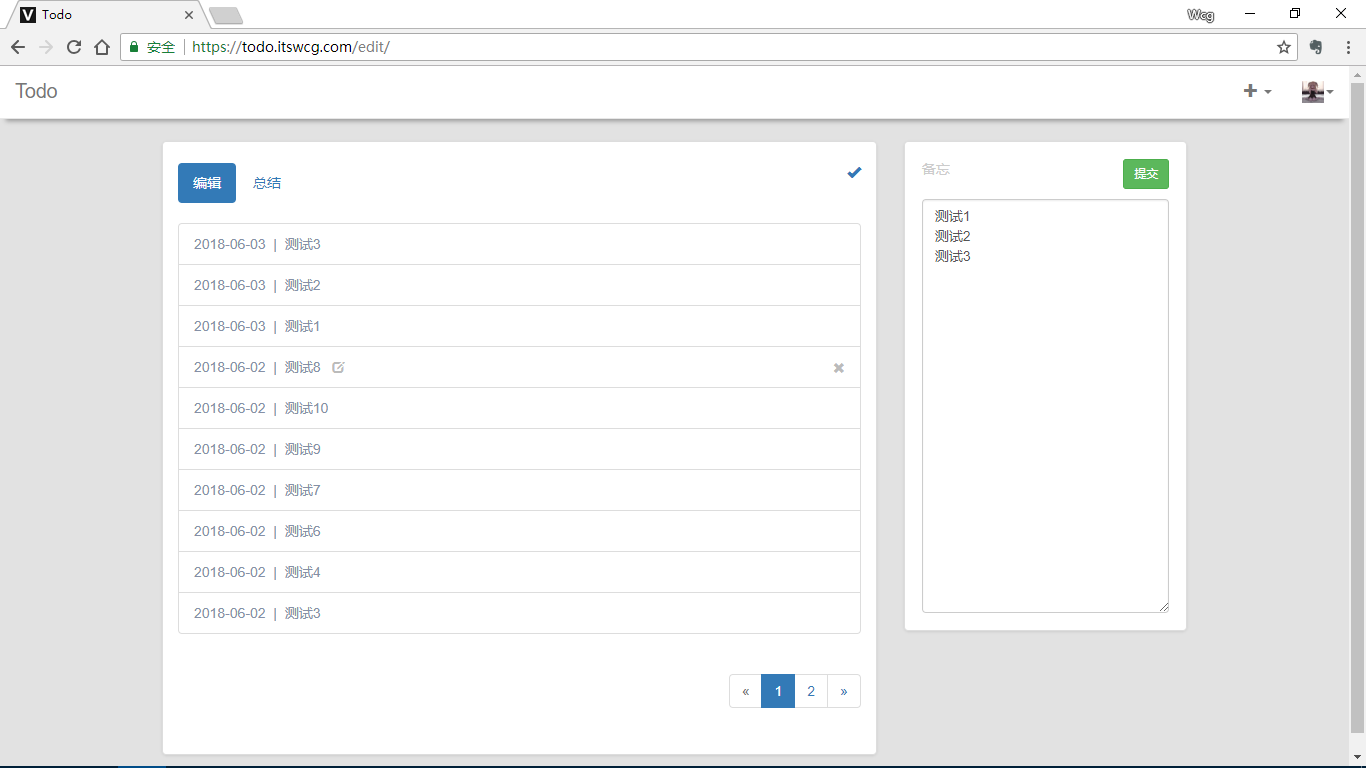 Todo
Wcg
安全 https://todo.itswcg.com/edit/
Todo
编辑 总结
2018-06-03 | 测试3
2018-06-03 | 测试2
2018-06-03 | 测试1
2018-06-02 | 测试8
2018-06-02 | 测试10
2018-06-02 | 测试9
2018-06-02 | 测试7
2018-06-02 | 测试6
2018-06-02 | 测试4
2018-06-02 | 测试3
« 1 2 »
备忘 提交
测试1
测试2
测试3